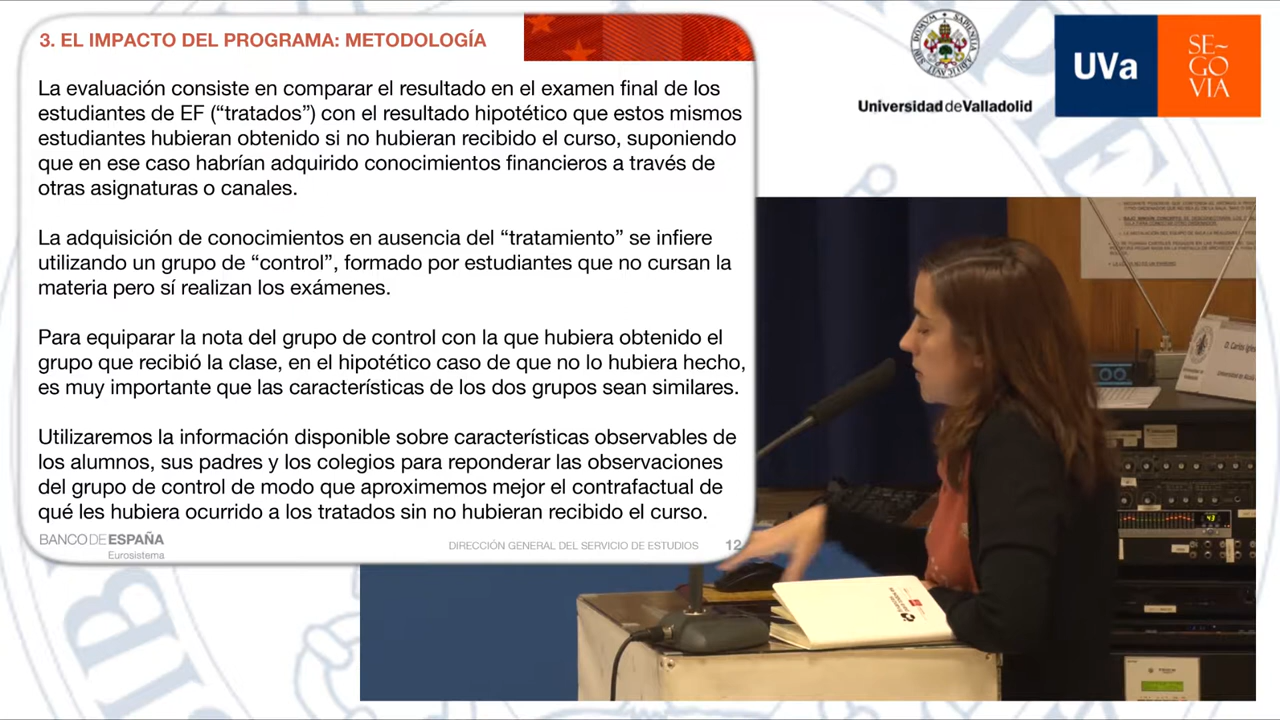 3. EL IMPACTO DEL PROGRAMA: METODOLOGÍA
La evaluación consiste en comparar el resultado en el examen final de los
estudiantes de EF (“tratados”) con el resultado hipotético que estos mismos
estudiantes hubieran obtenido si no hubieran recibido el curso, suponiendo
que en ese caso habrían adquirido conocimientos financieros a través de
otras asignaturas o canales.
La adquisición de conocimientos en ausencia del “tratamiento” se infiere
utilizando un grupo de “control”, formado por estudiantes que no cursan la
materia pero sí realizan los exámenes.
Para equiparar la nota del grupo de control con la que hubiera obtenido el
grupo que recibió la clase, en el hipotético caso de que no lo hubiera hecho,
es muy importante que las características de los dos grupos sean similares.
Utilizaremos la información disponible sobre características observables de
los alumnos, sus padres y los colegios para reponderar las observaciones
del grupo de control de modo que aproximemos mejor el contrafactual de
qué les hubiera ocurrido a los tratados sin no hubieran recibido el curso.
BANCO DE ESPAÑA
Eurosistema
DIRECCIÓN GENERAL DEL SERVICIO DE ESTUDIOS
12
Universidad de Valladolid
UVa
SE~
GO
VIA
D. Carlos
43